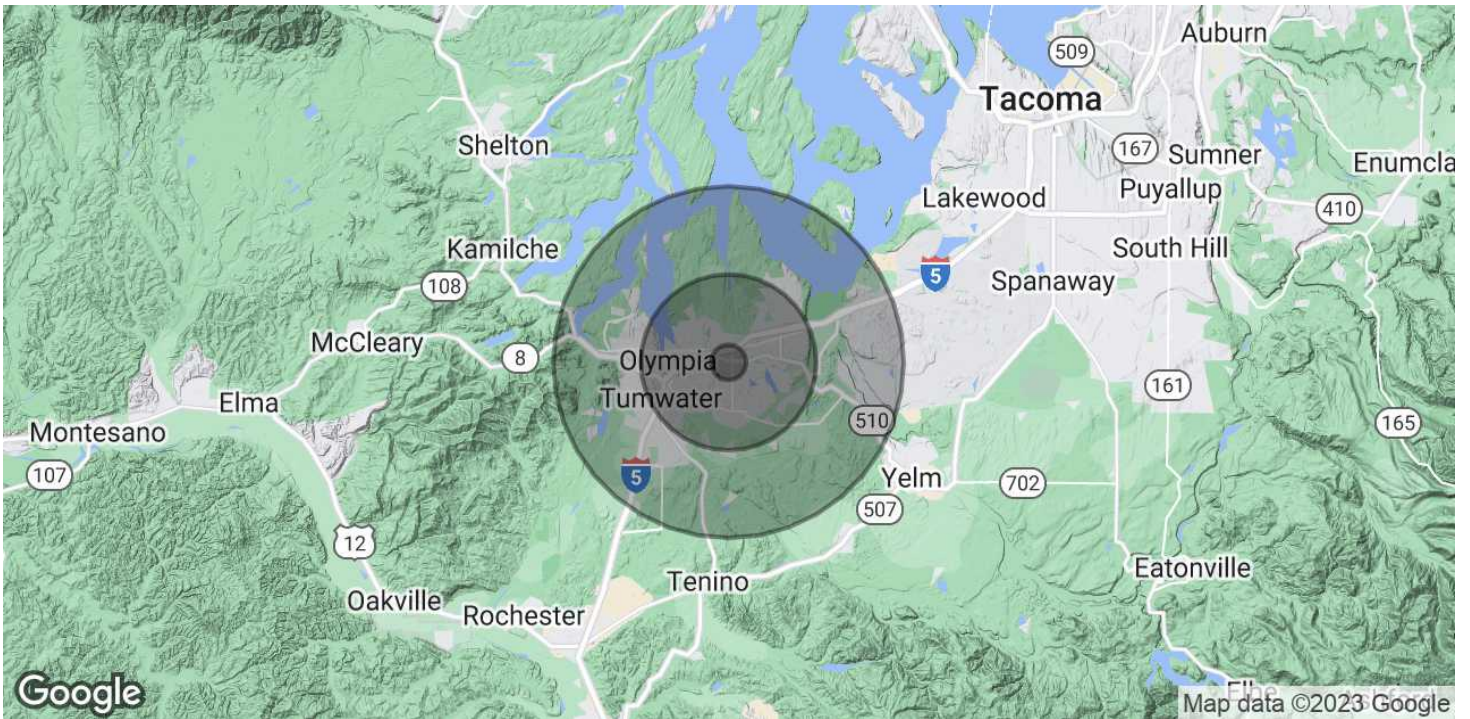 Auburn
509
Tacoma
Shelton
167
Sumner
Enumcla
Puyallup
Lakewood
410
Kamilche
South Hill
5
Spanaway
108
McCleary
8
Olympia
161
Tumwater
Elma
510
165
Montesano
107
5
Yelm
702
507
12
Tenino
Eatonville
Oakville
Rochester
Google
Elbe
Ashford
Map data ©2023 Google